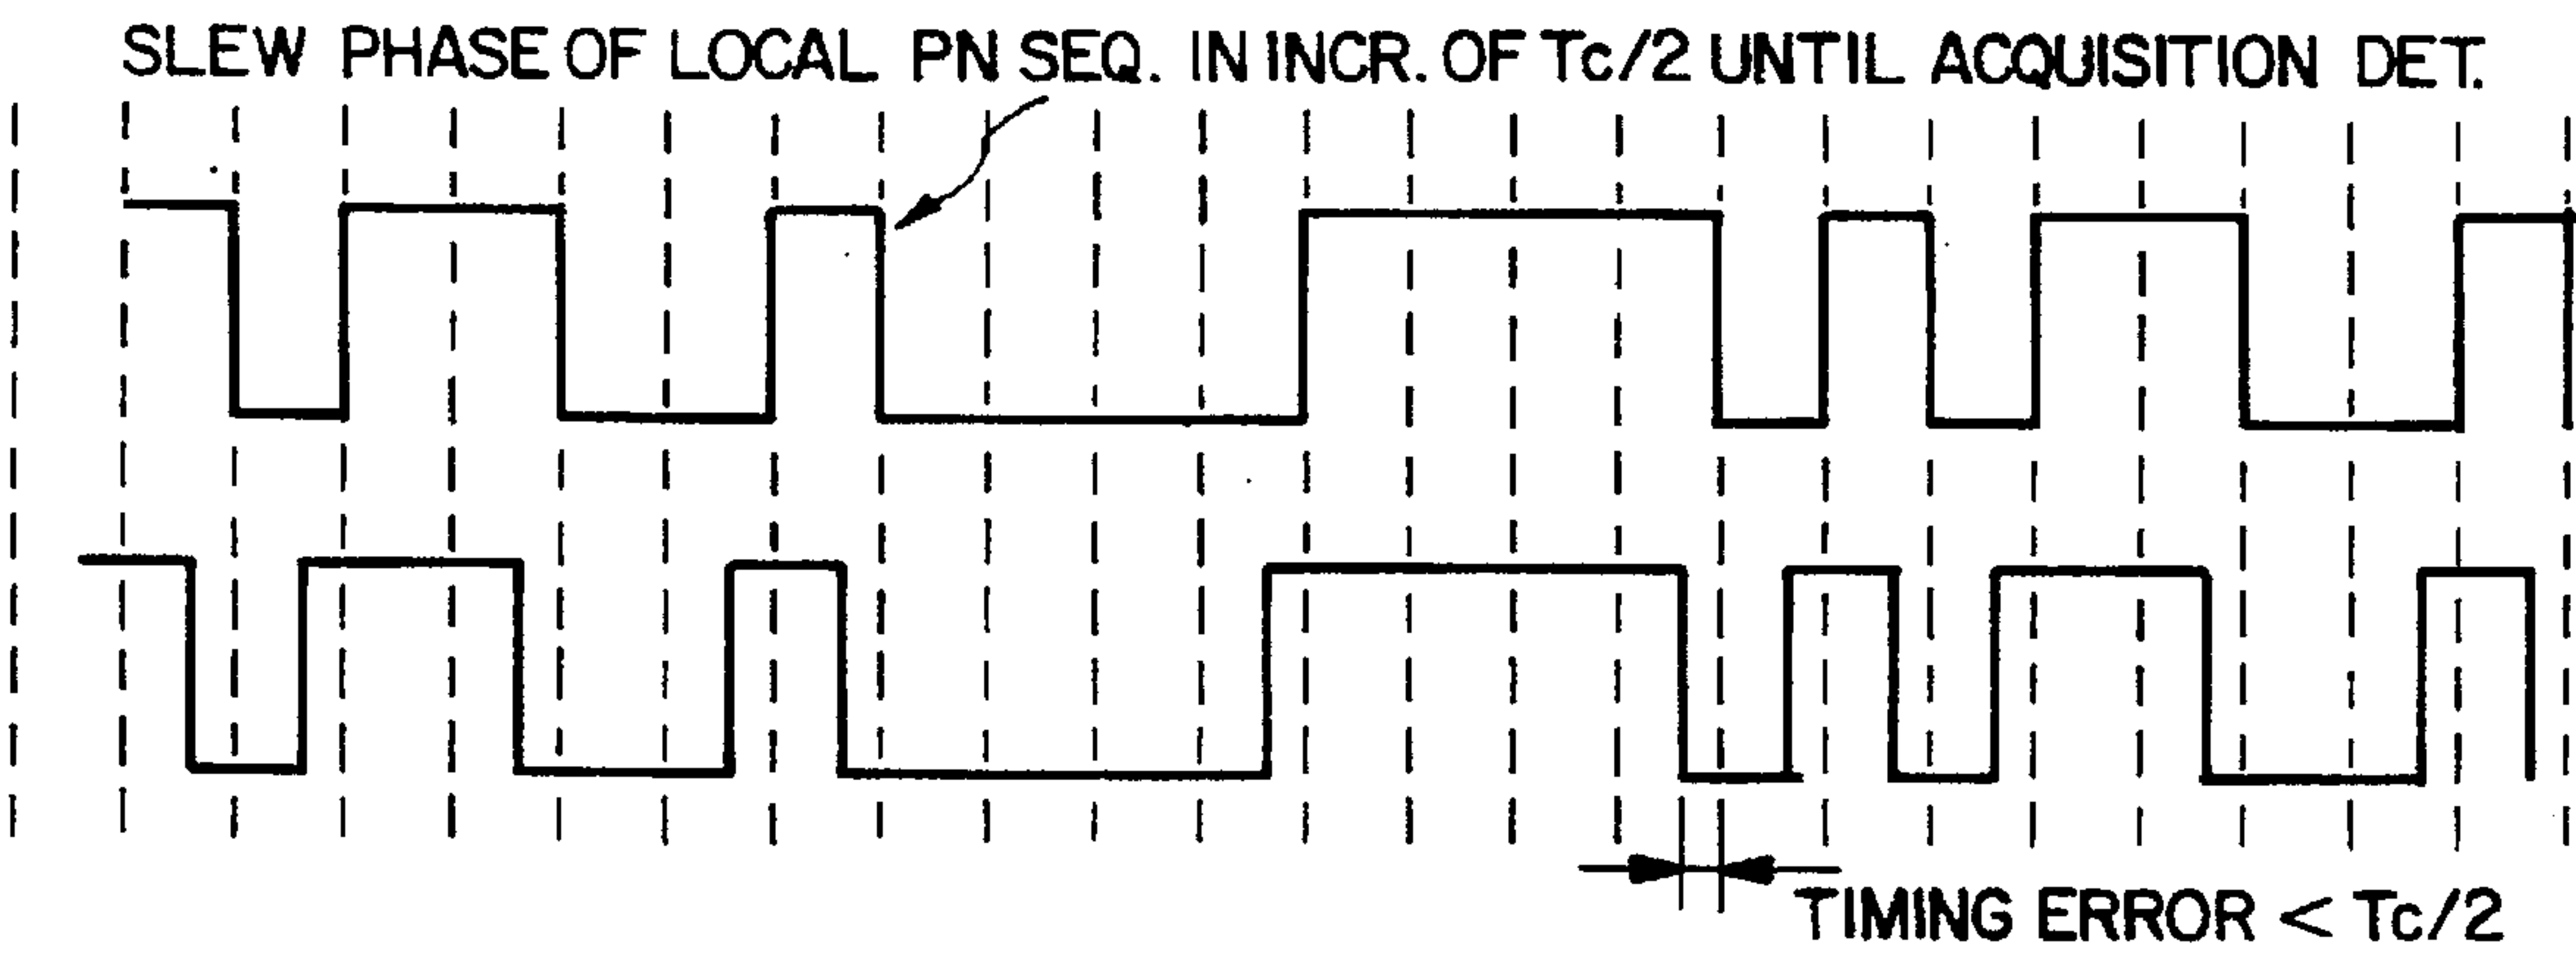 SLEW PHASE OF LOCAL PN SEQ. IN INCR. OF Tc/2 UNTIL ACQUISITION DET.
TIMING ERROR < Tc/2